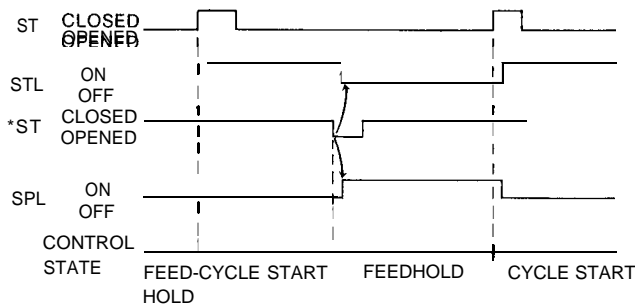 ST CLOSED
OPENED
STL ON
OFF
*ST CLOSED
OPENED
SPL ON
OFF
CONTROL
STATE FEED-CYCLE START FEEDHOLD CYCLE START
HOLD